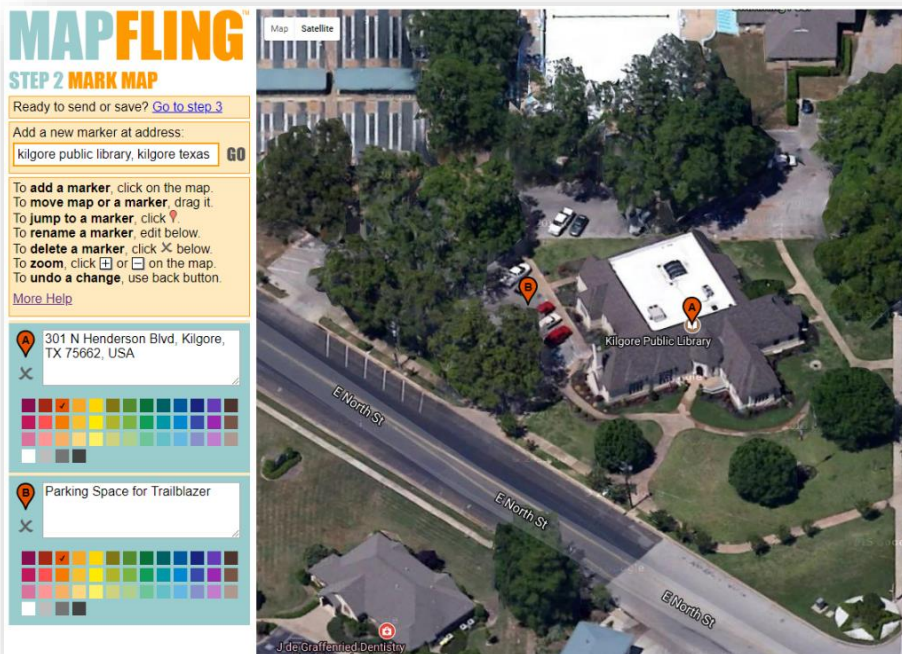 MAPFLING™
STEP 2 MARK MAP
Ready to send or save? Go to step 3
Add a new marker at address:
kilgore public library, kilgore texas GO
To add a marker, click on the map.
To move map or a marker, drag it.
To jump to a marker, click .
To rename a marker, edit below.
To delete a marker, click ✕ below.
To zoom, click + or − on the map.
To undo a change, use back button.
More Help
A
301 N Henderson Blvd, Kilgore,
TX 75662, USA
B
Parking Space for Trailblazer
Map Satellite
B
A
Kilgore Public Library
E North St
E North St
E North St
J de Graffenried Dentistry